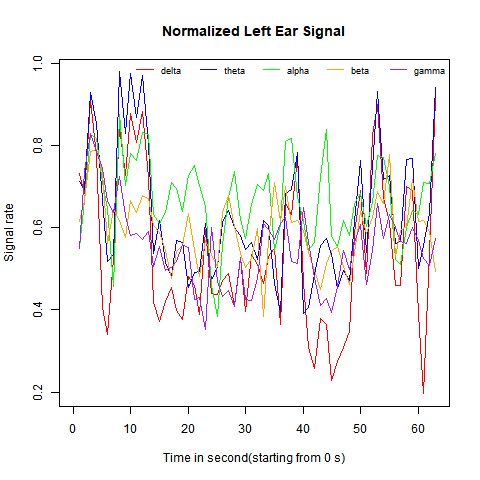 Normalized Left Ear Signal
delta theta alpha beta gamma
Signal rate
1.0
0.8
0.6
0.4
0.2
0 10 20 30 40 50 60
Time in second(starting from 0 s)